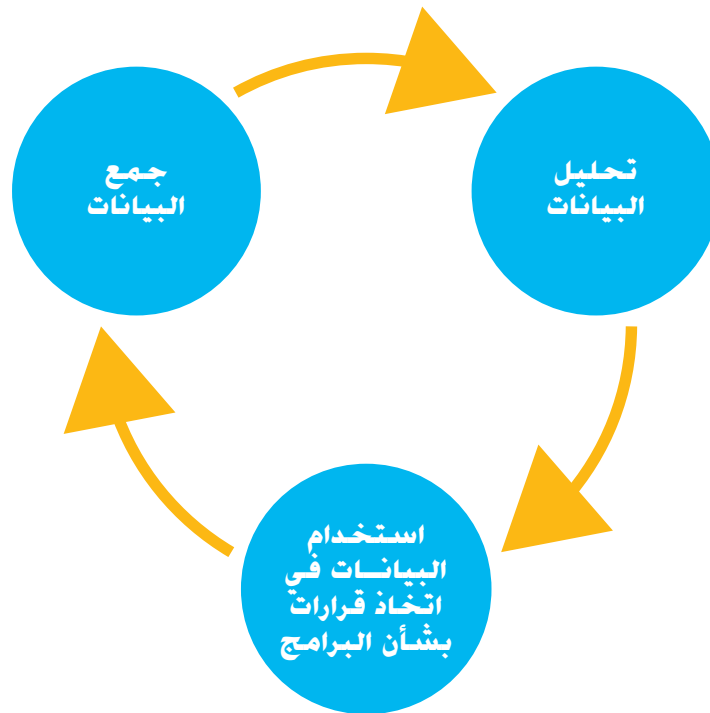 جمع
البيانات
تحليل
البيانات
استخدام
البيانات في
اتخاذ قرارات
بشأن البرامج